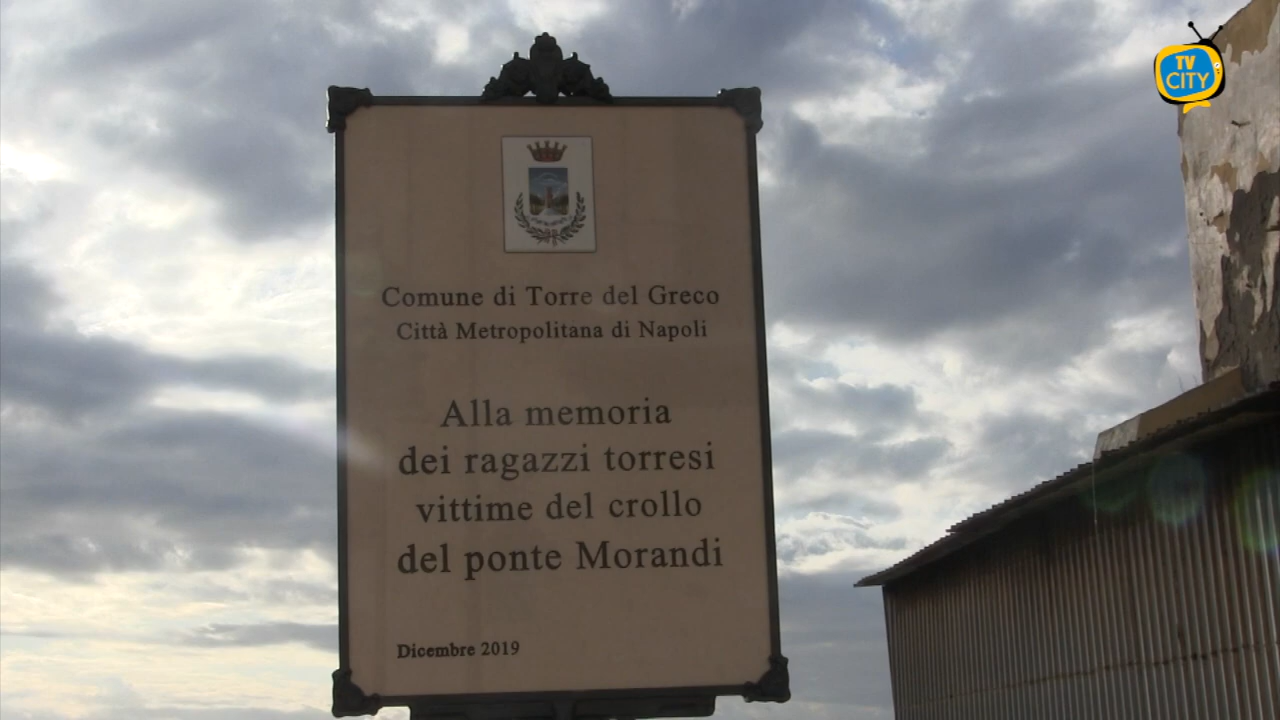 TV
CITY
Comune di Torre del Greco
Città Metropolitana di Napoli
Alla memoria
dei ragazzi torresi
vittime del crollo
del ponte Morandi
Dicembre 2019